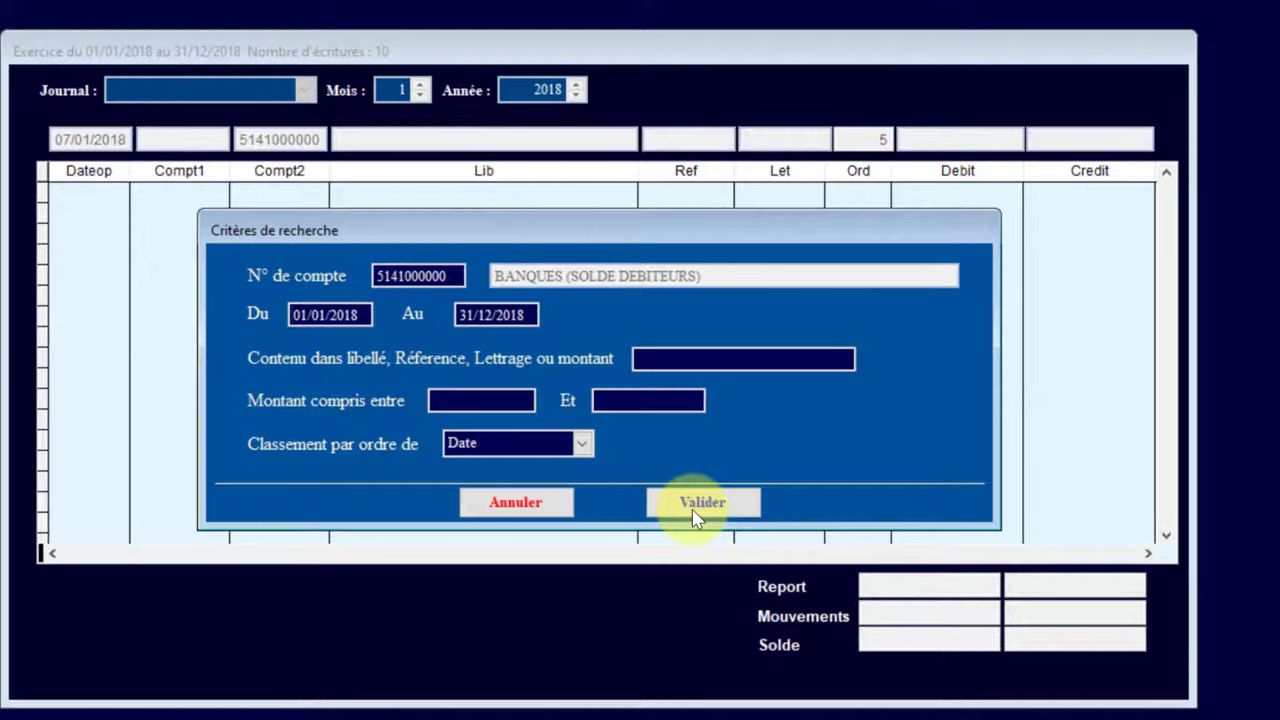 Exercice du 01/01/2018 au 31/12/2018 Nombre d'écritures : 10
Journal : Mois : 1 Année : 2018
07/01/2018 5141000000 5
Dateop Compt1 Compt2 Lib Ref Let Ord Debit Credit
Critères de recherche
N° de compte 5141000000 BANQUES (SOLDE DEBITEURS)
Du 01/01/2018 Au 31/12/2018
Contenu dans libellé, Réference, Lettrage ou montant
Montant compris entre Et
Classement par ordre de Date
Annuler Valider
Report
Mouvements
Solde